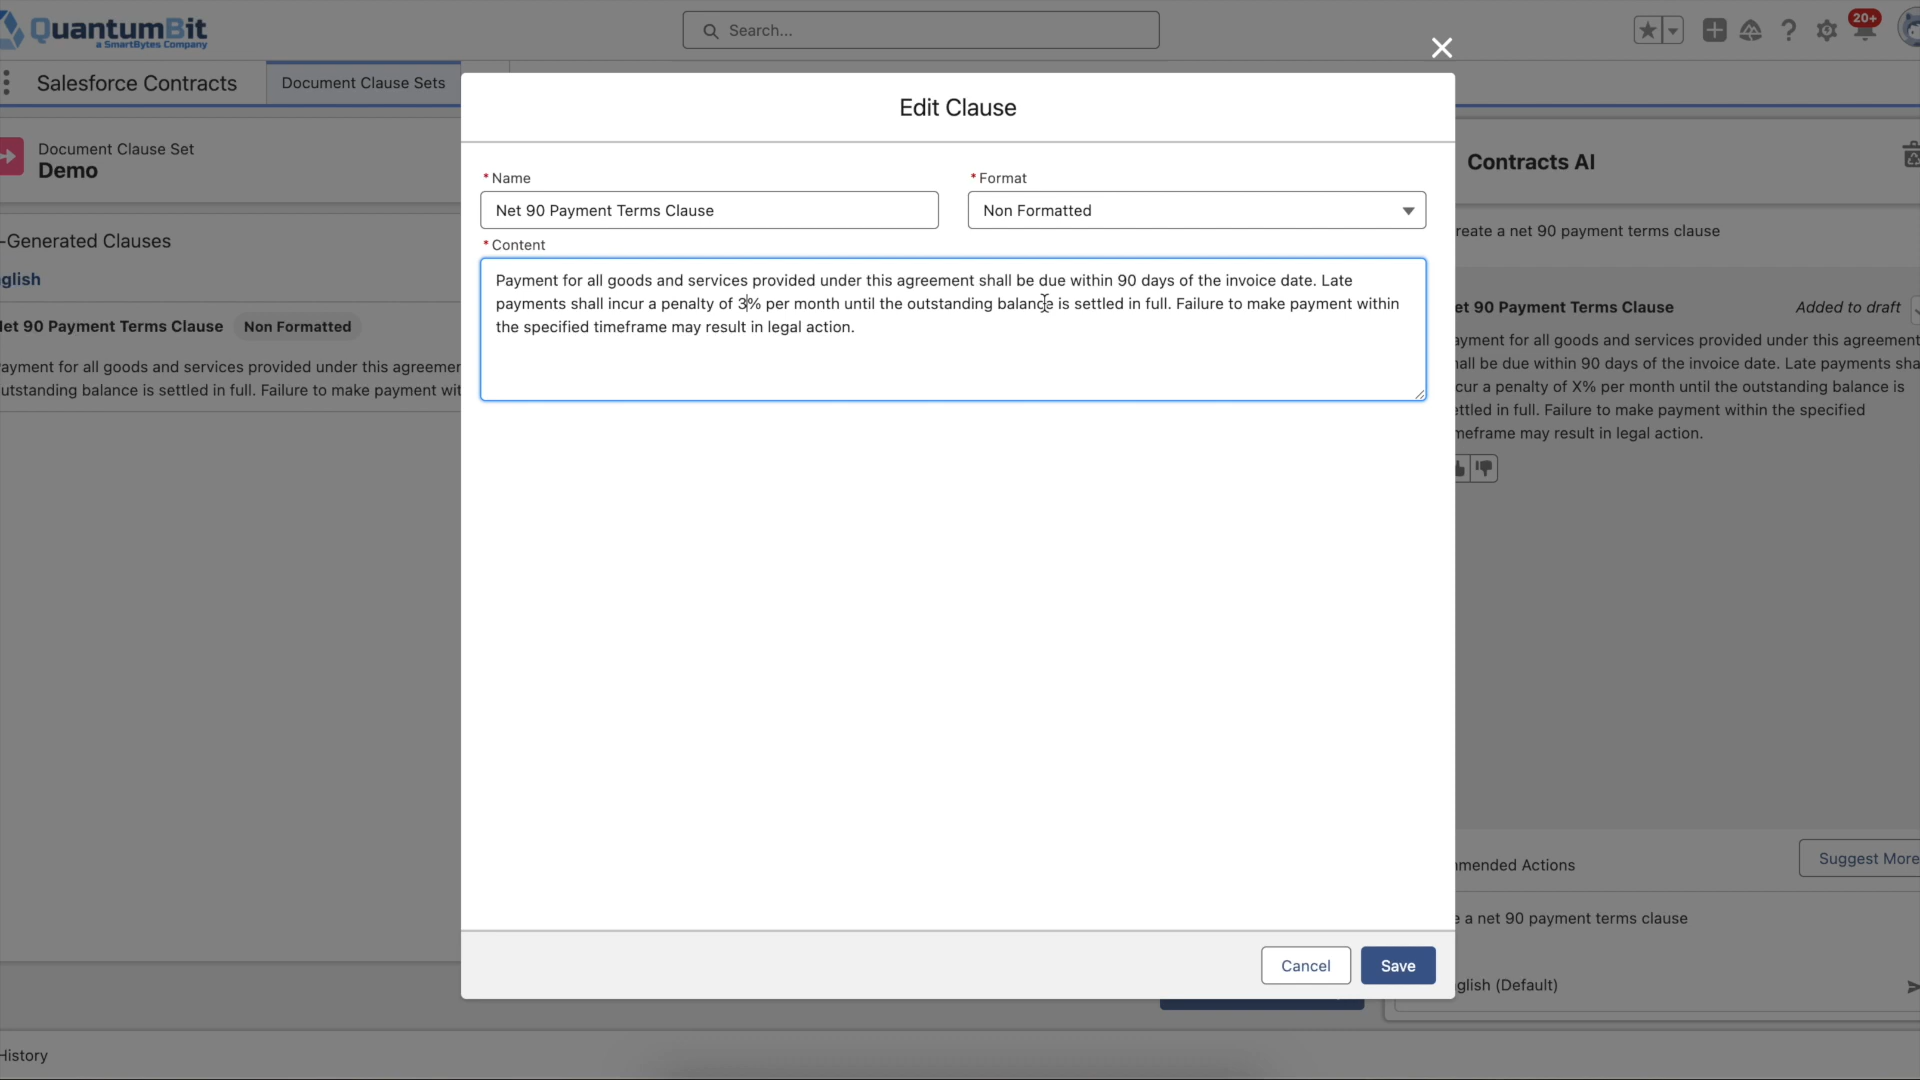 QuantumBit
a SmartBytes Company
Search...
20+
Salesforce Contracts
Document Clause Sets
Document Clause Set
Demo
-Generated Clauses
glish
et 90 Payment Terms Clause
Non Formatted
ayment for all goods and services provided under this agreemer
utstanding balance is settled in full. Failure to make payment wit
History
Edit Clause
* Name
Net 90 Payment Terms Clause
* Format
Non Formatted
* Content
Payment for all goods and services provided under this agreement shall be due within 90 days of the invoice date. Late
payments shall incur a penalty of 3% per month until the outstanding balance is settled in full. Failure to make payment within
the specified timeframe may result in legal action.
Cancel
Save
Contracts AI
reate a net 90 payment terms clause
et 90 Payment Terms Clause
Added to draft
ayment for all goods and services provided under this agreement
hall be due within 90 days of the invoice date. Late payments sha
cur a penalty of X% per month until the outstanding balance is
ettled in full. Failure to make payment within the specified
meframe may result in legal action.
mmended Actions
Suggest More
e a net 90 payment terms clause
glish (Default)